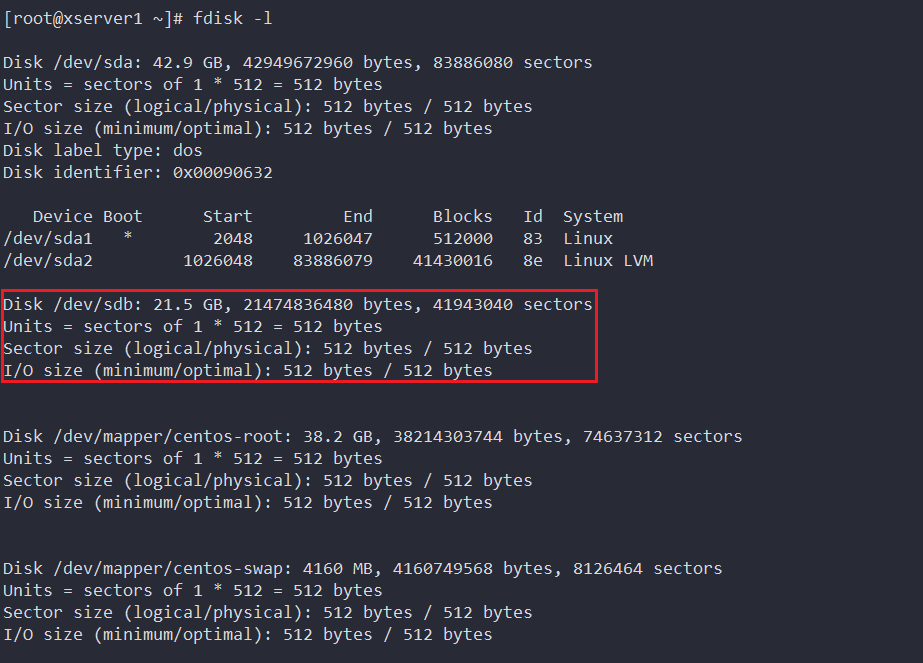 [root@xserver1 ~]# fdisk -l
Disk /dev/sda: 42.9 GB, 42949672960 bytes, 83886080 sectors
Units = sectors of 1 * 512 = 512 bytes
Sector size (logical/physical): 512 bytes / 512 bytes
I/O size (minimum/optimal): 512 bytes / 512 bytes
Disk label type: dos
Disk identifier: 0x00090632
   Device Boot      Start         End      Blocks   Id  System
/dev/sda1   *        2048     1026047      512000   83  Linux
/dev/sda2         1026048    83886079    41430016   8e  Linux LVM
Disk /dev/sdb: 21.5 GB, 21474836480 bytes, 41943040 sectors
Units = sectors of 1 * 512 = 512 bytes
Sector size (logical/physical): 512 bytes / 512 bytes
I/O size (minimum/optimal): 512 bytes / 512 bytes
Disk /dev/mapper/centos-root: 38.2 GB, 38214303744 bytes, 74637312 sectors
Units = sectors of 1 * 512 = 512 bytes
Sector size (logical/physical): 512 bytes / 512 bytes
I/O size (minimum/optimal): 512 bytes / 512 bytes
Disk /dev/mapper/centos-swap: 4160 MB, 4160749568 bytes, 8126464 sectors
Units = sectors of 1 * 512 = 512 bytes
Sector size (logical/physical): 512 bytes / 512 bytes
I/O size (minimum/optimal): 512 bytes / 512 bytes